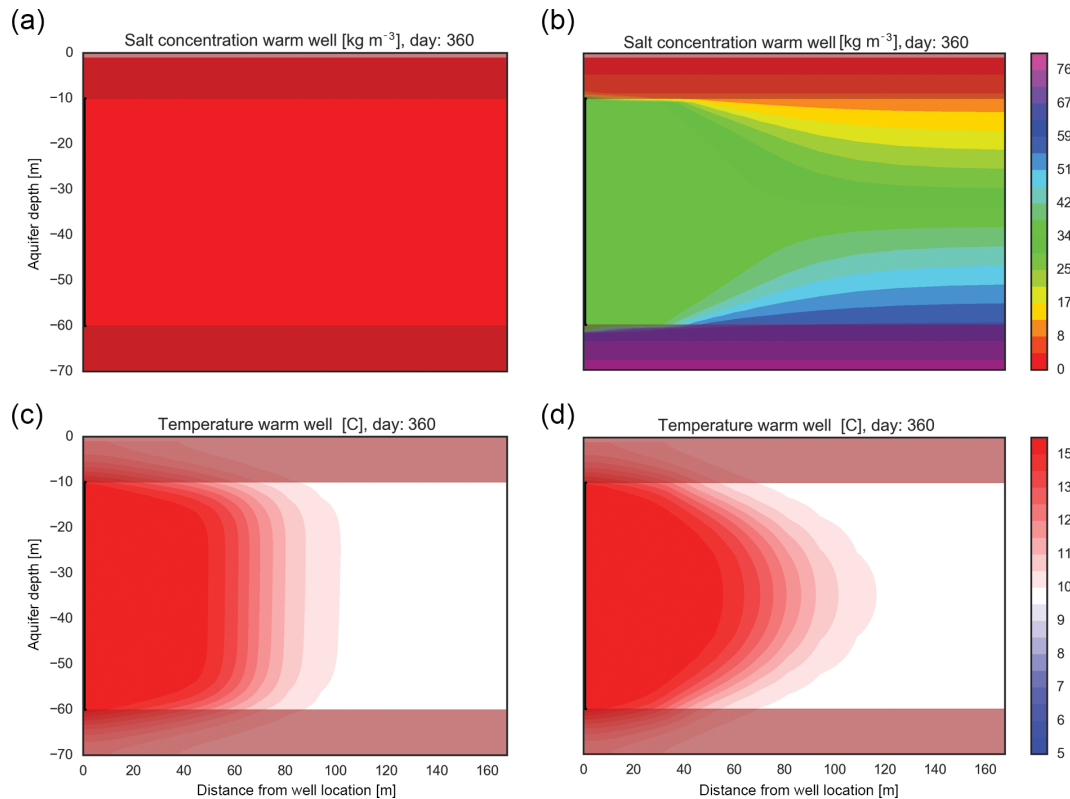 (a)
Salt concentration warm well [kg m⁻³], day: 360
0
−10
−20
−30
−40
−50
−60
−70
Aquifer depth [m]
(b)
Salt concentration warm well [kg m⁻³], day: 360
76
67
59
50
42
34
25
17
8
0
(c)
Temperature warm well [C], day: 360
0
−10
−20
−30
−40
−50
−60
−70
Aquifer depth [m]
0 20 40 60 80 100 120 140 160
Distance from well location [m]
(d)
Temperature warm well [C], day: 360
0 20 40 60 80 100 120 140 160
Distance from well location [m]
15
13
12
11
10
9
8
7
6
5